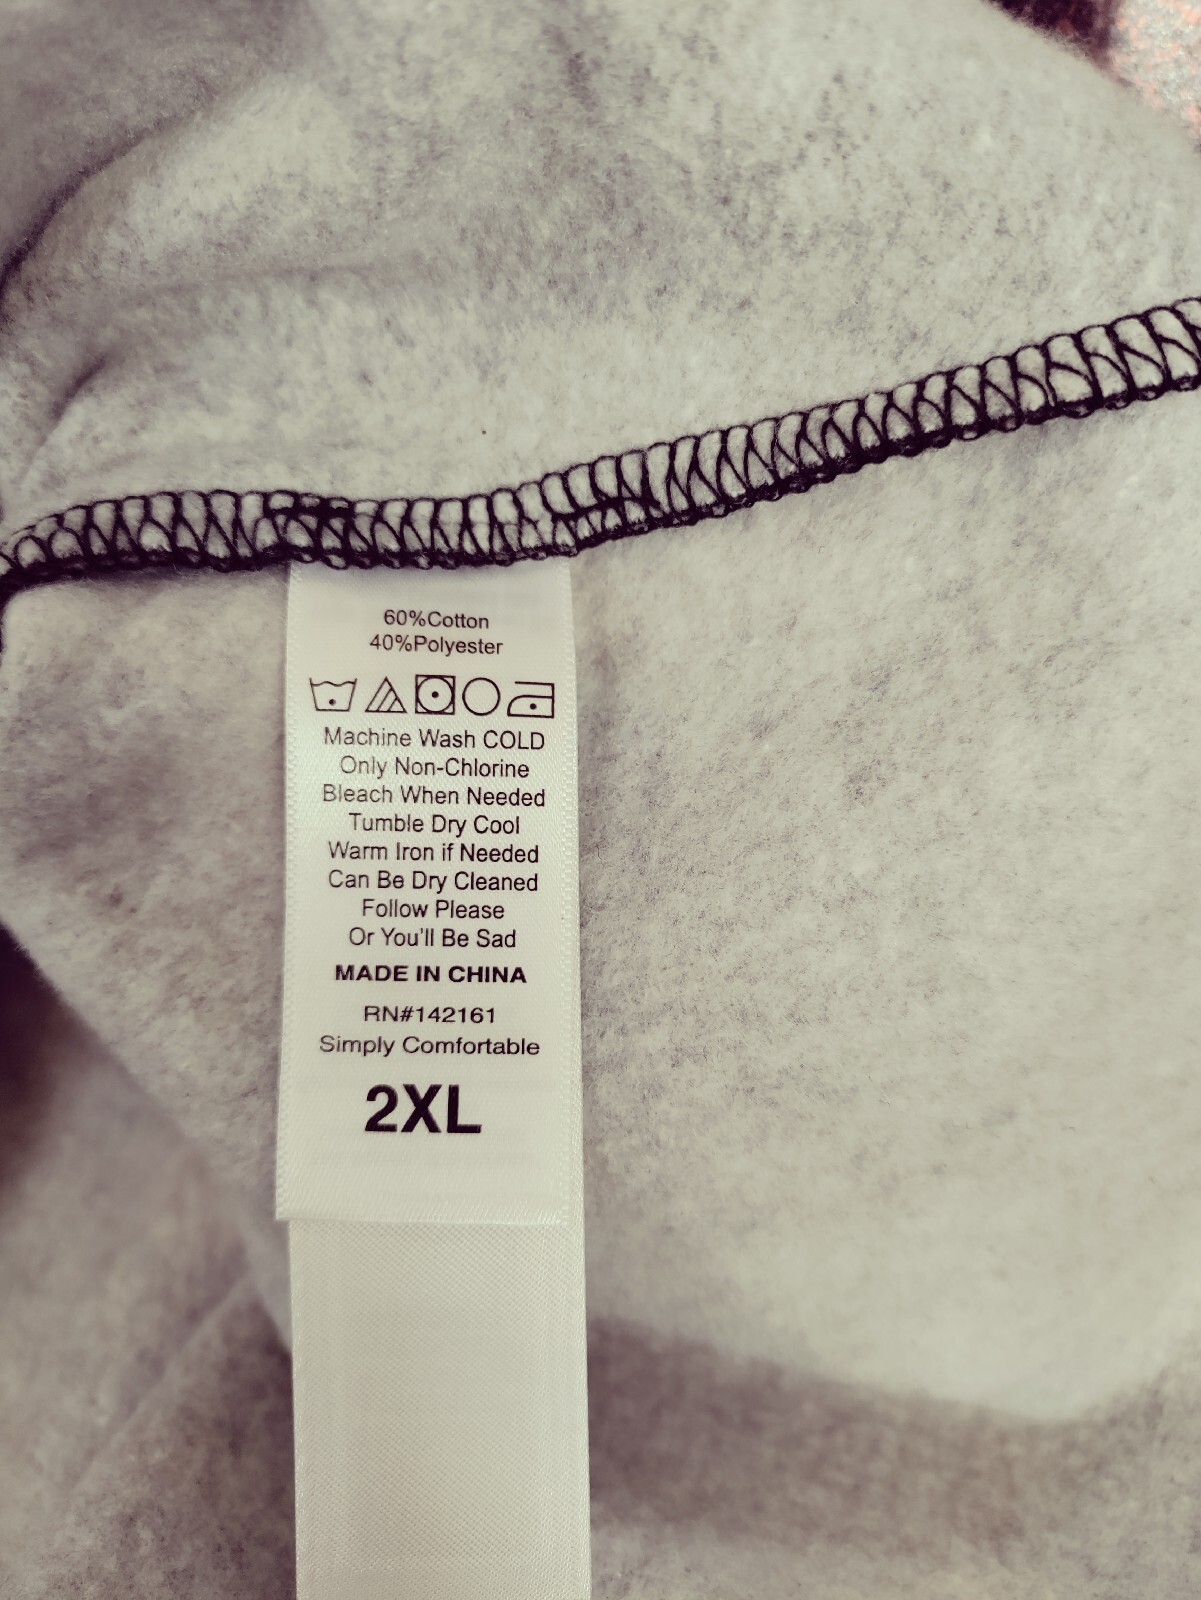 60%Cotton
40%Polyester
Machine Wash COLD
Only Non-Chlorine
Bleach When Needed
Tumble Dry Cool
Warm Iron if Needed
Can Be Dry Cleaned
Follow Please
Or You'll Be Sad
MADE IN CHINA
RN#142161
Simply Comfortable
2XL